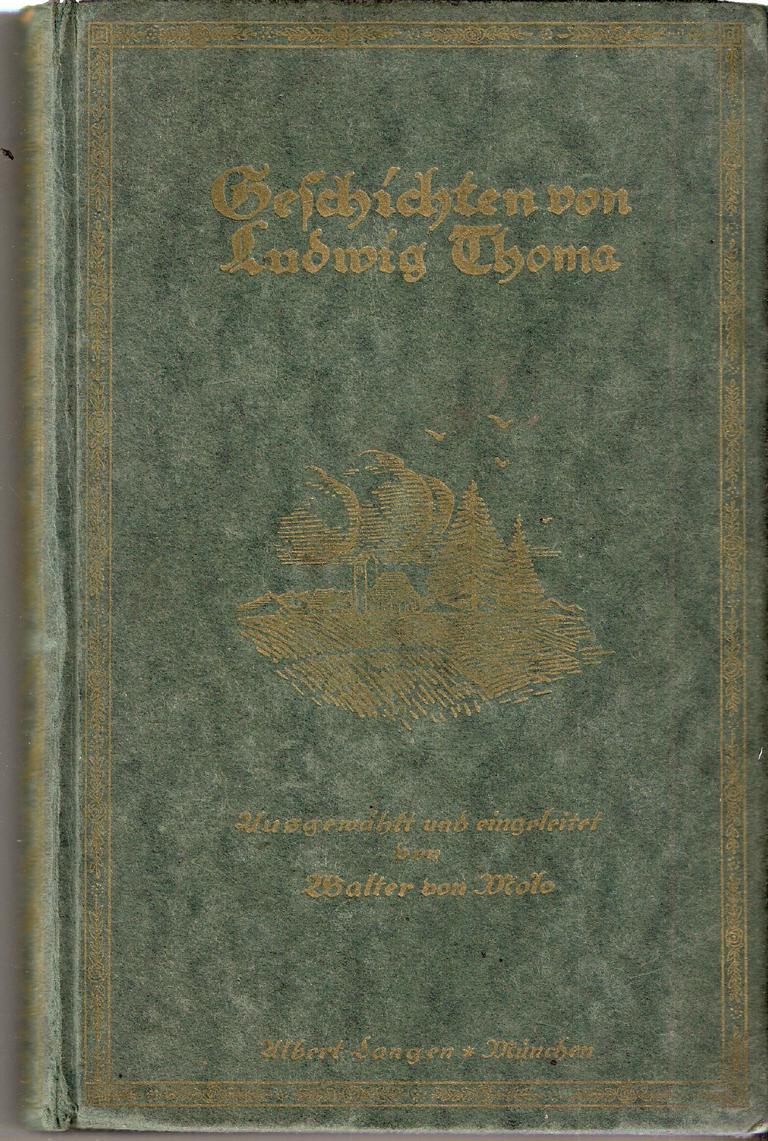 Geschichten von
Ludwig Thoma
Ausgewählt und eingeleitet
von
Walter von Molo
Albert Langen * München